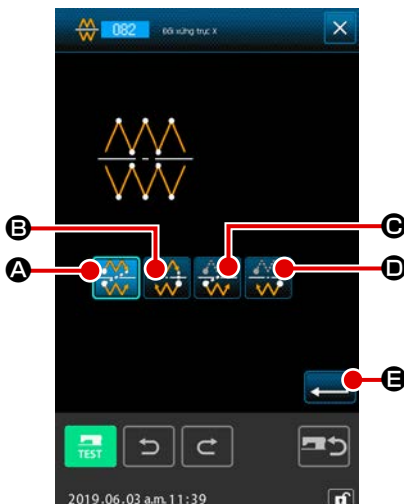 082 Đối xứng trục X
B
C
A
D
E
TEST
2019.06.03 a.m. 11:39